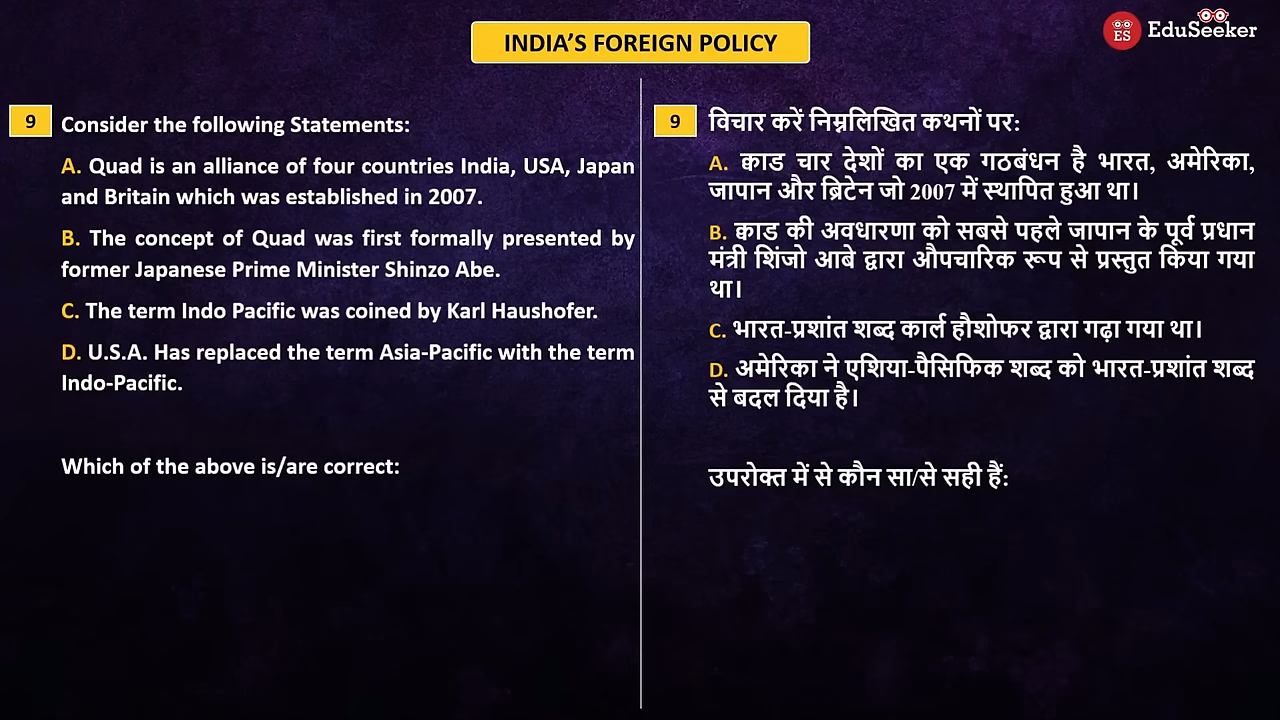 INDIA’S FOREIGN POLICY
ES
EduSeeker
9
Consider the following Statements:
A. Quad is an alliance of four countries India, USA, Japan
and Britain which was established in 2007.
B. The concept of Quad was first formally presented by
former Japanese Prime Minister Shinzo Abe.
C. The term Indo Pacific was coined by Karl Haushofer.
D. U.S.A. Has replaced the term Asia-Pacific with the term
Indo-Pacific.
Which of the above is/are correct:
9
विचार करें निम्नलिखित कथनों पर:
A. क्वाड चार देशों का एक गठबंधन है भारत, अमेरिका,
जापान और ब्रिटेन जो 2007 में स्थापित हुआ था।
B. क्वाड की अवधारणा को सबसे पहले जापान के पूर्व प्रधान
मंत्री शिंजो आबे द्वारा औपचारिक रूप से प्रस्तुत किया गया
था।
C. भारत-प्रशांत शब्द कार्ल हौशोफर द्वारा गढ़ा गया था।
D. अमेरिका ने एशिया-पैसिफिक शब्द को भारत-प्रशांत शब्द
से बदल दिया है।
उपरोक्त में से कौन सा/से सही हैं: